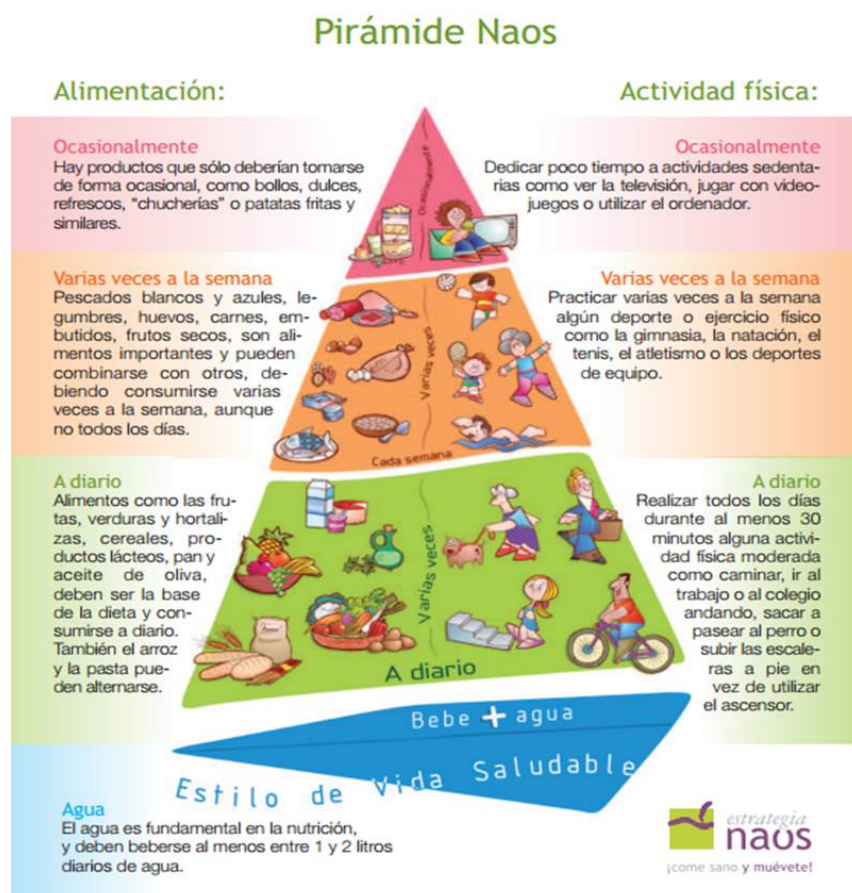 Pirámide Naos
Alimentación:
Actividad física:
Ocasionalmente
Hay productos que sólo deberían tomarse
de forma ocasional, como bollos, dulces,
refrescos, “chucherías” o patatas fritas y
similares.
Ocasionalmente
Dedicar poco tiempo a actividades sedenta-
rias como ver la televisión, jugar con video-
juegos o utilizar el ordenador.
Ocasionalmente
Varias veces a la semana
Pescados blancos y azules, le-
gumbres, huevos, carnes, em-
butidos, frutos secos, son ali-
mentos importantes y pueden
combinarse con otros, de-
biendo consumirse varias
veces a la semana, aunque
no todos los días.
Varias veces a la semana
Practicar varias veces a la semana
algún deporte o ejercicio físico
como la gimnasia, la natación, el
tenis, el atletismo o los deportes
de equipo.
Varias veces
Cada semana
A diario
Alimentos como las fru-
tas, verduras y hortali-
zas, cereales, pro-
ductos lácteos, pan y
aceite de oliva,
deben ser la base
de la dieta y con-
sumirse a diario.
También el arroz
y la pasta pue-
den alternarse.
A diario
Realizar todos los días
durante al menos 30
minutos alguna activi-
dad física moderada
como caminar, ir al
trabajo o al colegio
andando, sacar a
pasear al perro o
subir las escale-
ras a pie en
vez de utilizar
el ascensor.
Varias veces
A diario
Bebe + agua
Estilo de Vida Saludable
Agua
El agua es fundamental en la nutrición,
y deben beberse al menos entre 1 y 2 litros
diarios de agua.
estrategia
naos
¡come sano y muévete!